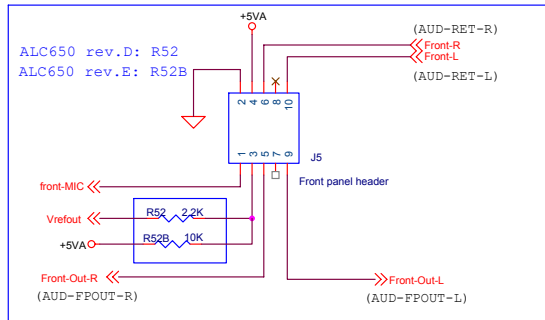 +5VA
(AUD-RET-R)
ALC650 rev.D: R52
Front-R
Front-L
ALC650 rev.E: R52B
(AUD-RET-L)
2 4 6 8 10
J5
1 3 5 7 9
Front panel header
front-MIC
R52 2.2K
Vrefout
R52B 10K
+5VA
Front-Out-R
Front-Out-L
(AUD-FPOUT-R)
(AUD-FPOUT-L)